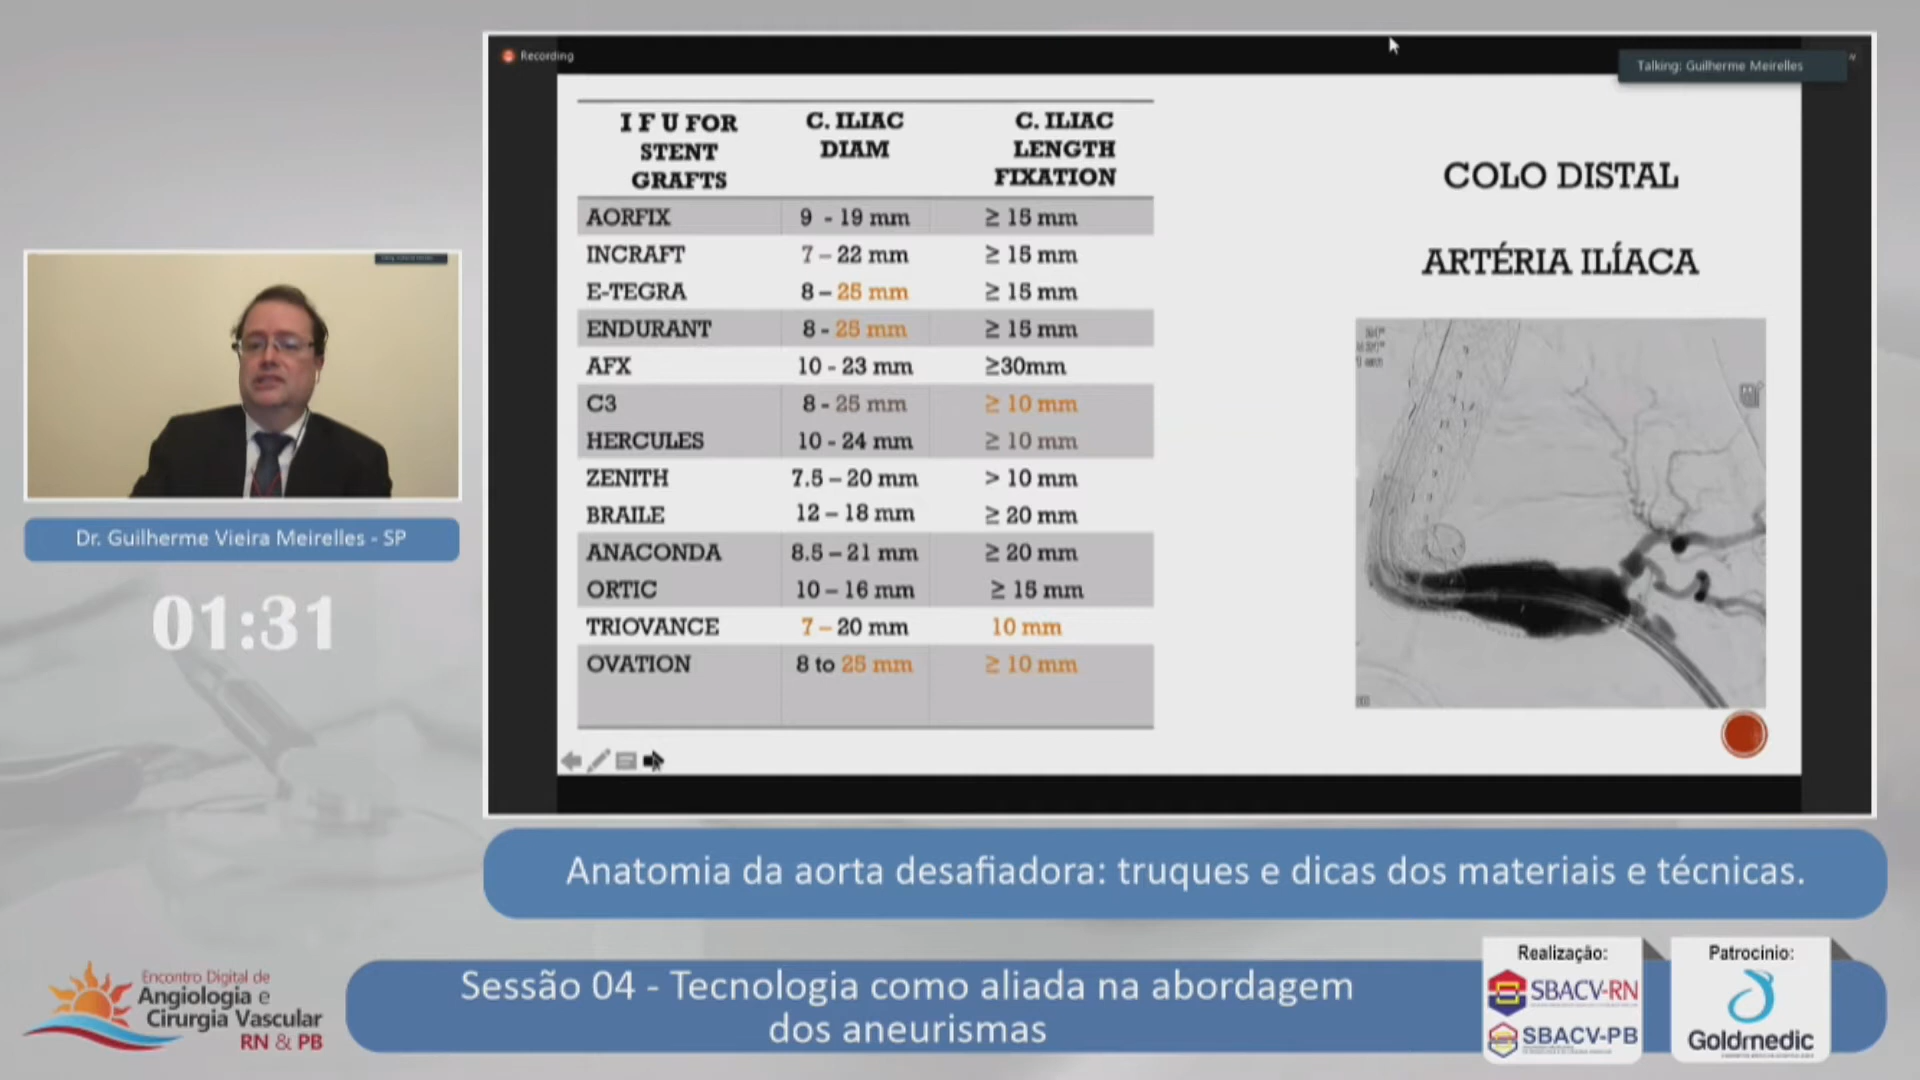 Recording
Talking: Guilherme Meirelles
I F U FOR STENT GRAFTS
C. ILIAC DIAM
C. ILIAC LENGTH FIXATION
AORFIX 9 - 19 mm ≥ 15 mm
INCRAFT 7 – 22 mm ≥ 15 mm
E-TEGRA 8 – 25 mm ≥ 15 mm
ENDURANT 8 - 25 mm ≥ 15 mm
AFX 10 - 23 mm ≥30mm
C3 8 - 25 mm ≥ 10 mm
HERCULES 10 - 24 mm ≥ 10 mm
ZENITH 7.5 – 20 mm > 10 mm
BRAILE 12 – 18 mm ≥ 20 mm
ANACONDA 8.5 – 21 mm ≥ 20 mm
ORTIC 10 – 16 mm ≥ 15 mm
TRIOVANCE 7 – 20 mm 10 mm
OVATION 8 to 25 mm ≥ 10 mm
COLO DISTAL
ARTÉRIA ILÍACA
Dr. Guilherme Vieira Meirelles - SP
01:31
Anatomia da aorta desafiadora: truques e dicas dos materiais e técnicas.
Encontro Digital de
Angiologia e
Cirurgia Vascular
RN & PB
Sessão 04 - Tecnologia como aliada na abordagem
dos aneurismas
Realização:
SBACV-RN
SBACV-PB
Patrocínio:
Goldmedic